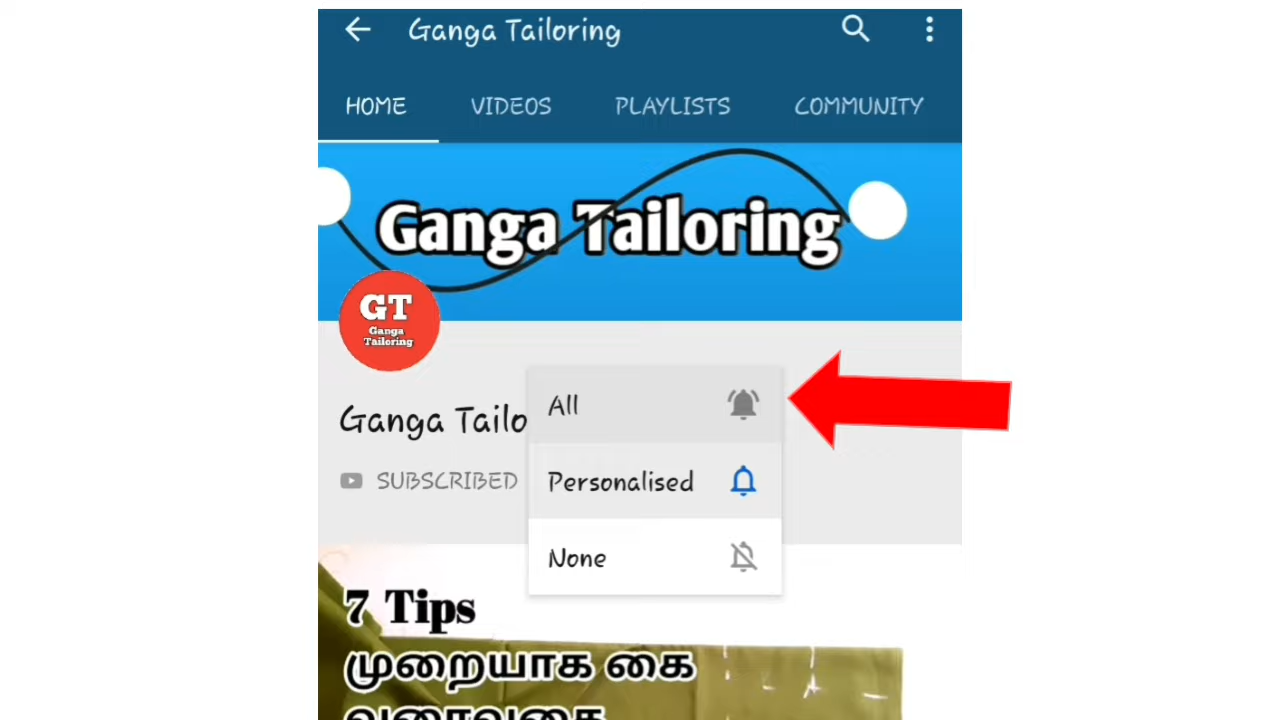 Ganga Tailoring
HOME VIDEOS PLAYLISTS COMMUNITY
Ganga Tailoring
GT
Ganga
Tailoring
All
Ganga Tailo
Personalised
SUBSCRIBED
None
7 Tips
முறையாக கை